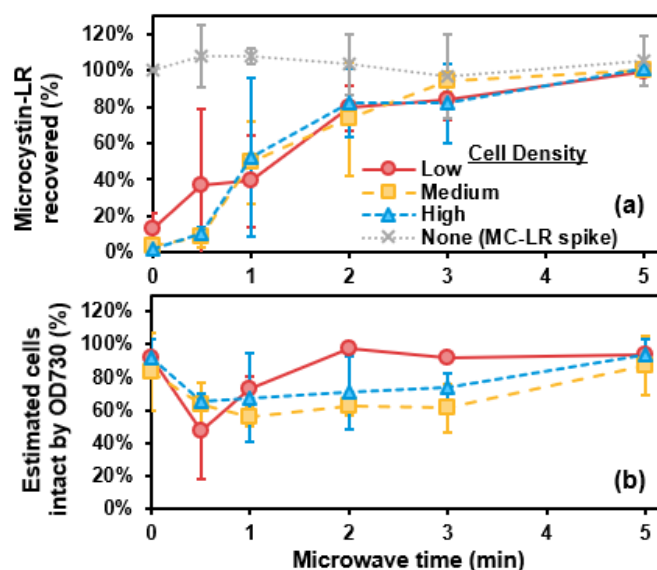 120%
100%
80%
60%
40%
20%
0%
Microcystin-LR
recovered (%)
Cell Density
Low
Medium
High
None (MC-LR spike)
(a)
0
1
2
3
4
5
120%
100%
80%
60%
40%
20%
0%
Estimated cells
intact by OD730 (%)
(b)
0
1
2
3
4
5
Microwave time (min)